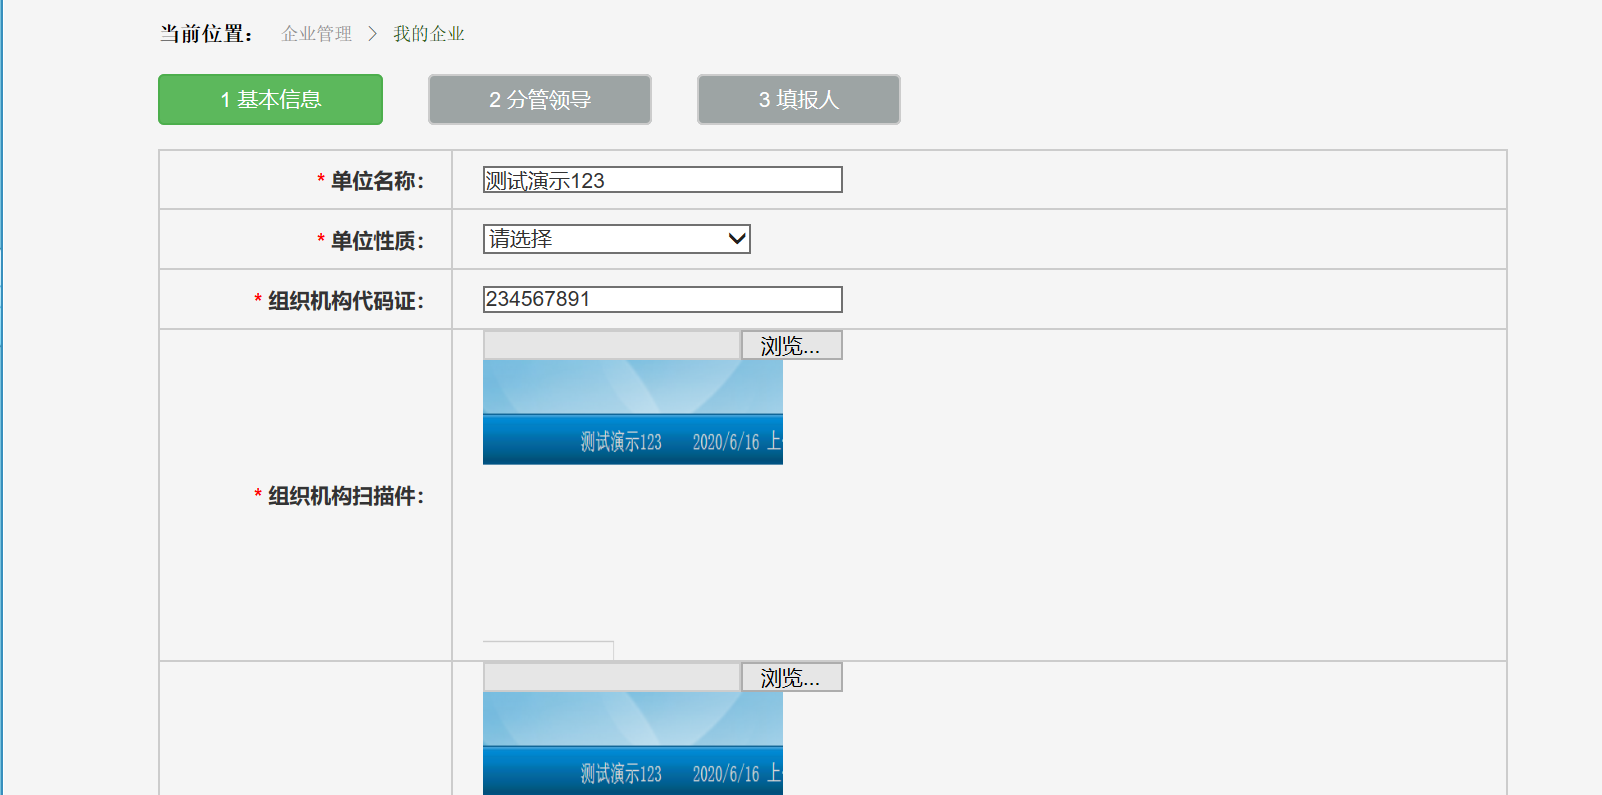 当前位置： 企业管理 > 我的企业
1 基本信息 2 分管领导 3 填报人
* 单位名称： 测试演示123
* 单位性质： 请选择
* 组织机构代码证： 234567891
浏览...
测试演示123 2020/6/16 上
* 组织机构扫描件：
浏览...
测试演示123 2020/6/16 上